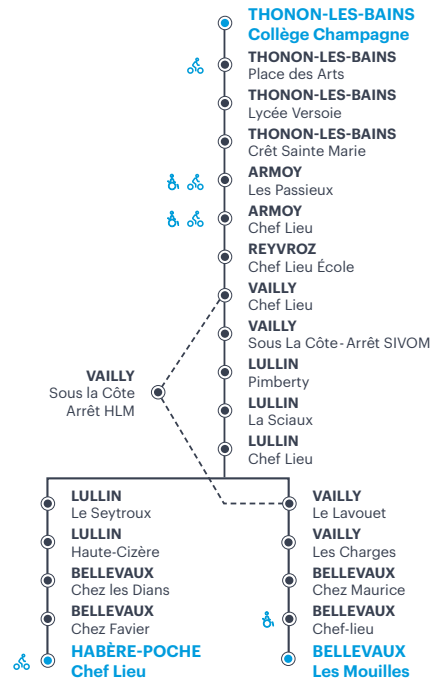 THONON-LES-BAINS
Collège Champagne
THONON-LES-BAINS
Place des Arts
THONON-LES-BAINS
Lycée Versoie
THONON-LES-BAINS
Crêt Sainte Marie
ARMOY
Les Passieux
ARMOY
Chef Lieu
REYVROZ
Chef Lieu École
VAILLY
Chef Lieu
VAILLY
Sous La Côte-Arrêt SIVOM
LULLIN
Pimberty
LULLIN
La Sciaux
LULLIN
Chef Lieu
VAILLY
Sous la Côte
Arrêt HLM
LULLIN
Le Seytroux
LULLIN
Haute-Cizère
BELLEVAUX
Chez les Dians
BELLEVAUX
Chez Favier
HABÈRE-POCHE
Chef Lieu
VAILLY
Le Lavouet
VAILLY
Les Charges
BELLEVAUX
Chez Maurice
BELLEVAUX
Chef-lieu
BELLEVAUX
Les Mouilles